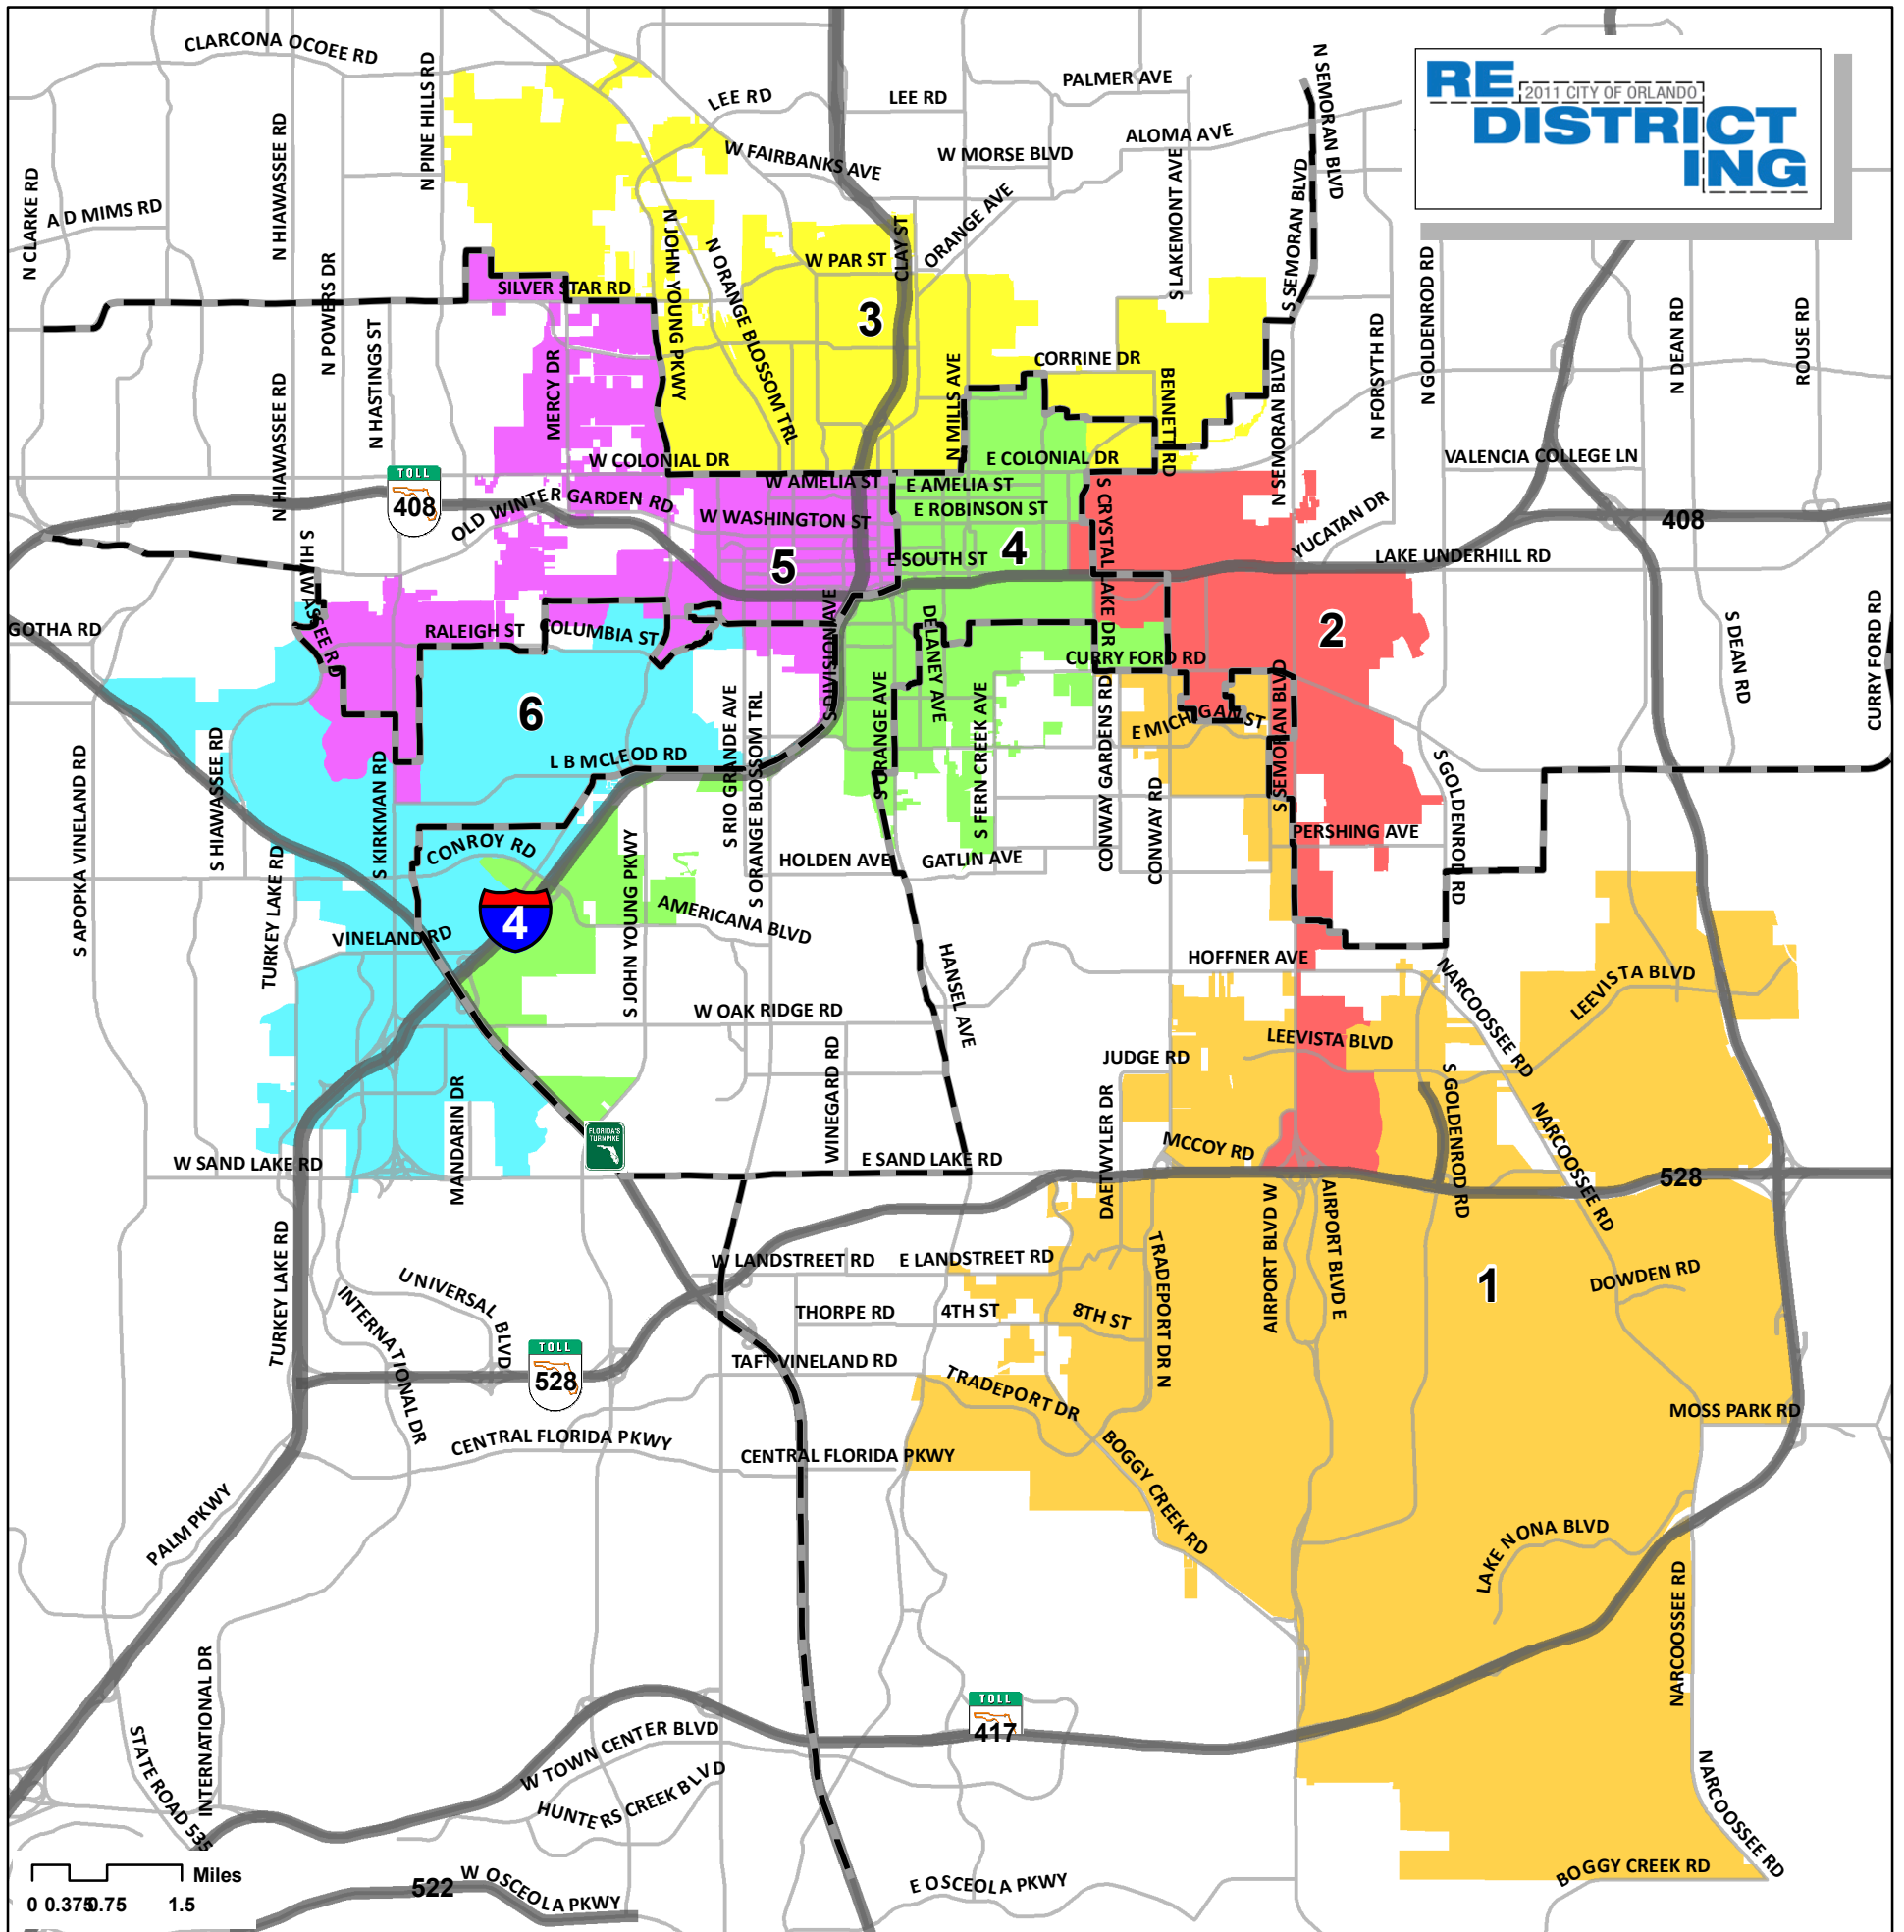 CLARCONA OCOEE RD
N PINE HILLS RD
LEE RD
LEE RD
PALMER AVE
N SEMORAN BLVD
RE
2011 CITY OF ORLANDO
DISTRICT
ING
N HIAWASSEE RD
W FAIRBANKS AVE
W MORSE BLVD
ALOMA AVE
S LAKEMONT AVE
S SEMORAN BLVD
N CLARKE RD
A D MIMS RD
N JOHN YOUNG PKWY
N ORANGE BLOSSOM TRL
W PAR ST
CLAY ST
ORANGE AVE
N POWERS DR
SILVER STAR RD
3
N HASTINGS ST
MERCY DR
N MILLS AVE
CORRINE DR
BENNETT RD
N SEMORAN BLVD
N FORSYTH RD
N GOLDENROD RD
N DEAN RD
ROUSE RD
N HIAWASSEE RD
W COLONIAL DR
E COLONIAL DR
VALENCIA COLLEGE LN
TOLL
408
OLD WINTER GARDEN RD
W AMELIA ST
E AMELIA ST
W WASHINGTON ST
E ROBINSON ST
S CRYSTAL LAKE DR
YUCATAN DR
408
5
4
E SOUTH ST
LAKE UNDERHILL RD
S HIAWASSEE RD
GOTHA RD
RALEIGH ST
COLUMBIA ST
S DIVISION AVE
DELANEY AVE
CURRY FORD RD
2
S DEAN RD
CURRY FORD RD
6
S APOPKA VINELAND RD
S HIAWASSEE RD
S KIRKMAN RD
L B MCLEOD RD
S RIO GRANDE AVE
S ORANGE BLOSSOM TRL
S ORANGE AVE
S FERN CREEK AVE
CONWAY GARDENS RD
E MICHIGAN ST
CONWAY RD
S SEMORAN BLVD
S GOLDENROD RD
PERSHING AVE
TURKEY LAKE RD
CONROY RD
HOLDEN AVE
GATLIN AVE
4
VINELAND RD
S JOHN YOUNG PKWY
AMERICANA BLVD
HANSEL AVE
HOFFNER AVE
NARCOOSSEE RD
LEEVISTA BLVD
W OAK RIDGE RD
WINEGARD RD
LEEVISTA BLVD
JUDGE RD
DAETWYLER DR
S GOLDENROD RD
NARCOOSSEE RD
MANDARIN DR
FLORIDA'S
TURNPIKE
W SAND LAKE RD
E SAND LAKE RD
MCCOY RD
528
TURKEY LAKE RD
UNIVERSAL BLVD
INTERNATIONAL DR
W LANDSTREET RD
E LANDSTREET RD
TRADEPORT DR N
AIRPORT BLVD W
AIRPORT BLVD E
1
DOWDEN RD
THORPE RD
4TH ST
8TH ST
TOLL
528
TAFT VINELAND RD
TRADEPORT DR
MOSS PARK RD
CENTRAL FLORIDA PKWY
CENTRAL FLORIDA PKWY
BOGGY CREEK RD
PALM PKWY
LAKE NONA BLVD
NARCOOSSEE RD
INTERNATIONAL DR
STATE ROAD 535
W TOWN CENTER BLVD
HUNTERS CREEK BLVD
TOLL
417
NARCOOSSEE RD
BOGGY CREEK RD
Miles
0 0.375 0.75 1.5
522
W OSCEOLA PKWY
E OSCEOLA PKWY